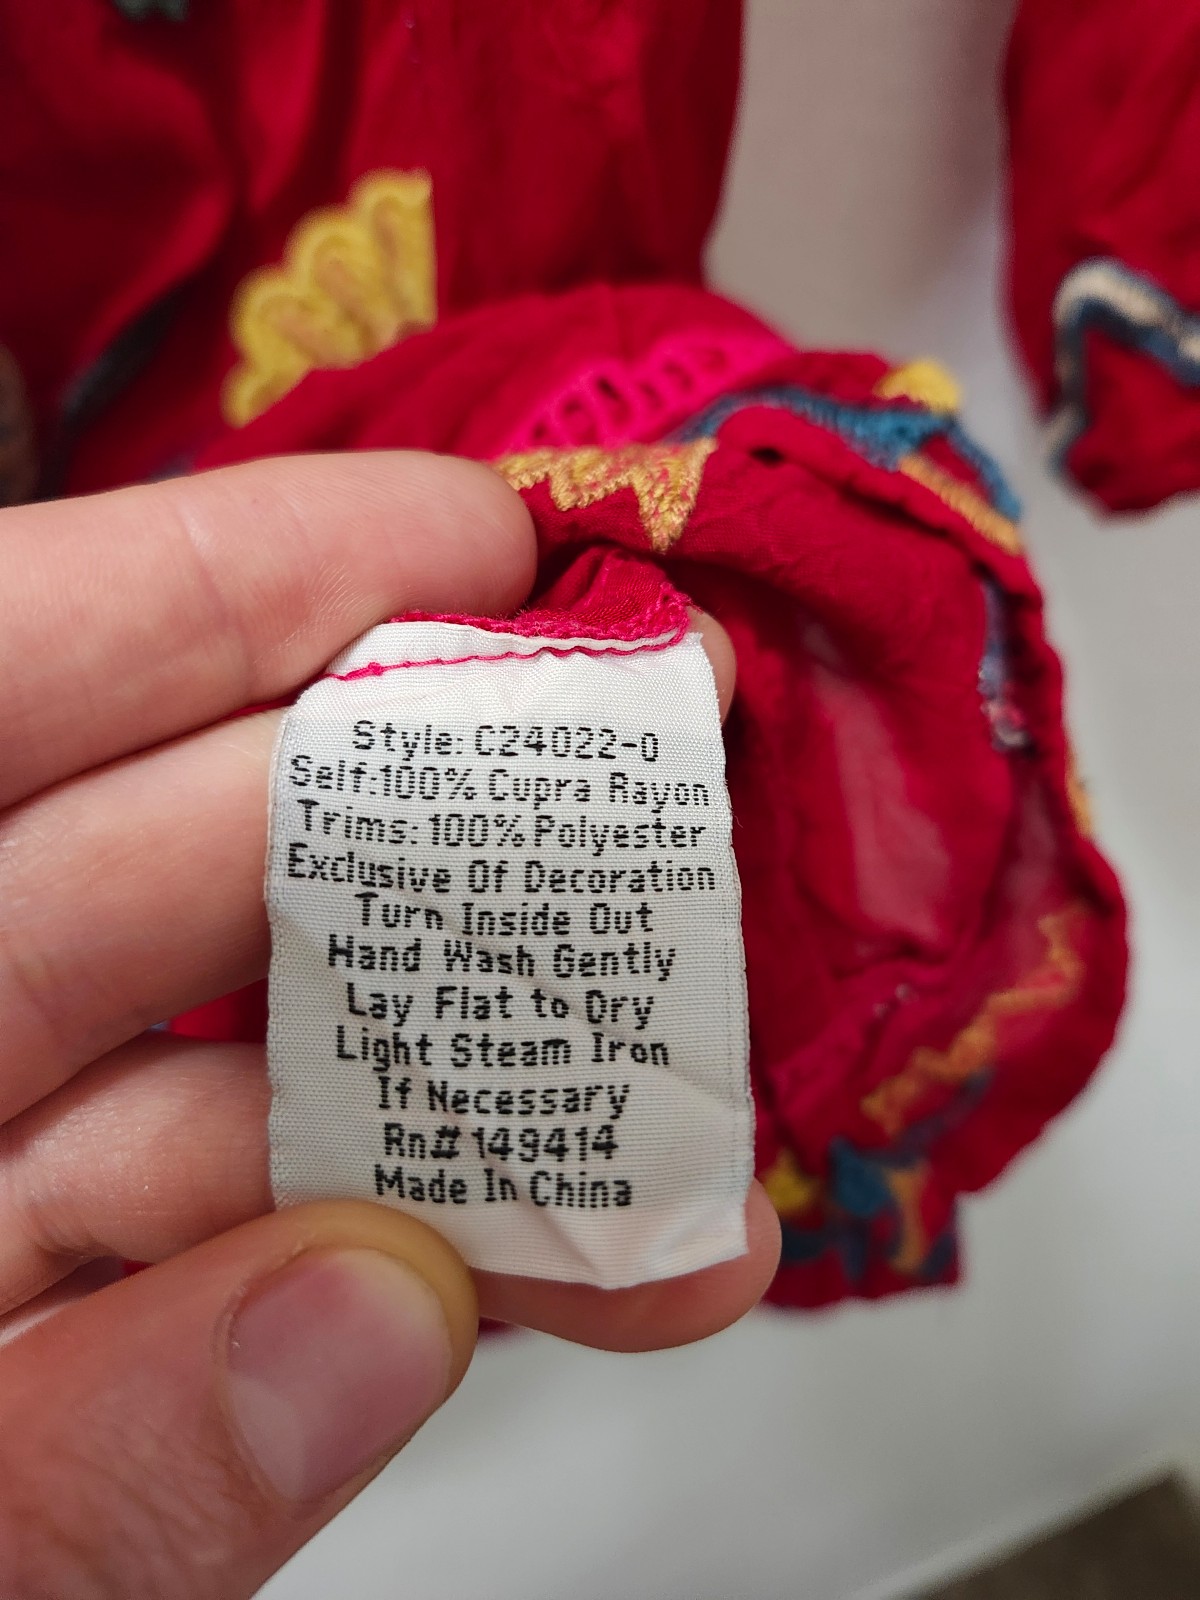 Style: C24022-0
Self:100% Cupra Rayon
Trims: 100% Polyester
Exclusive Of Decoration
Turn Inside Out
Hand Wash Gently
Lay Flat to Dry
Light Steam Iron
If Necessary
Rn# 149414
Made In China